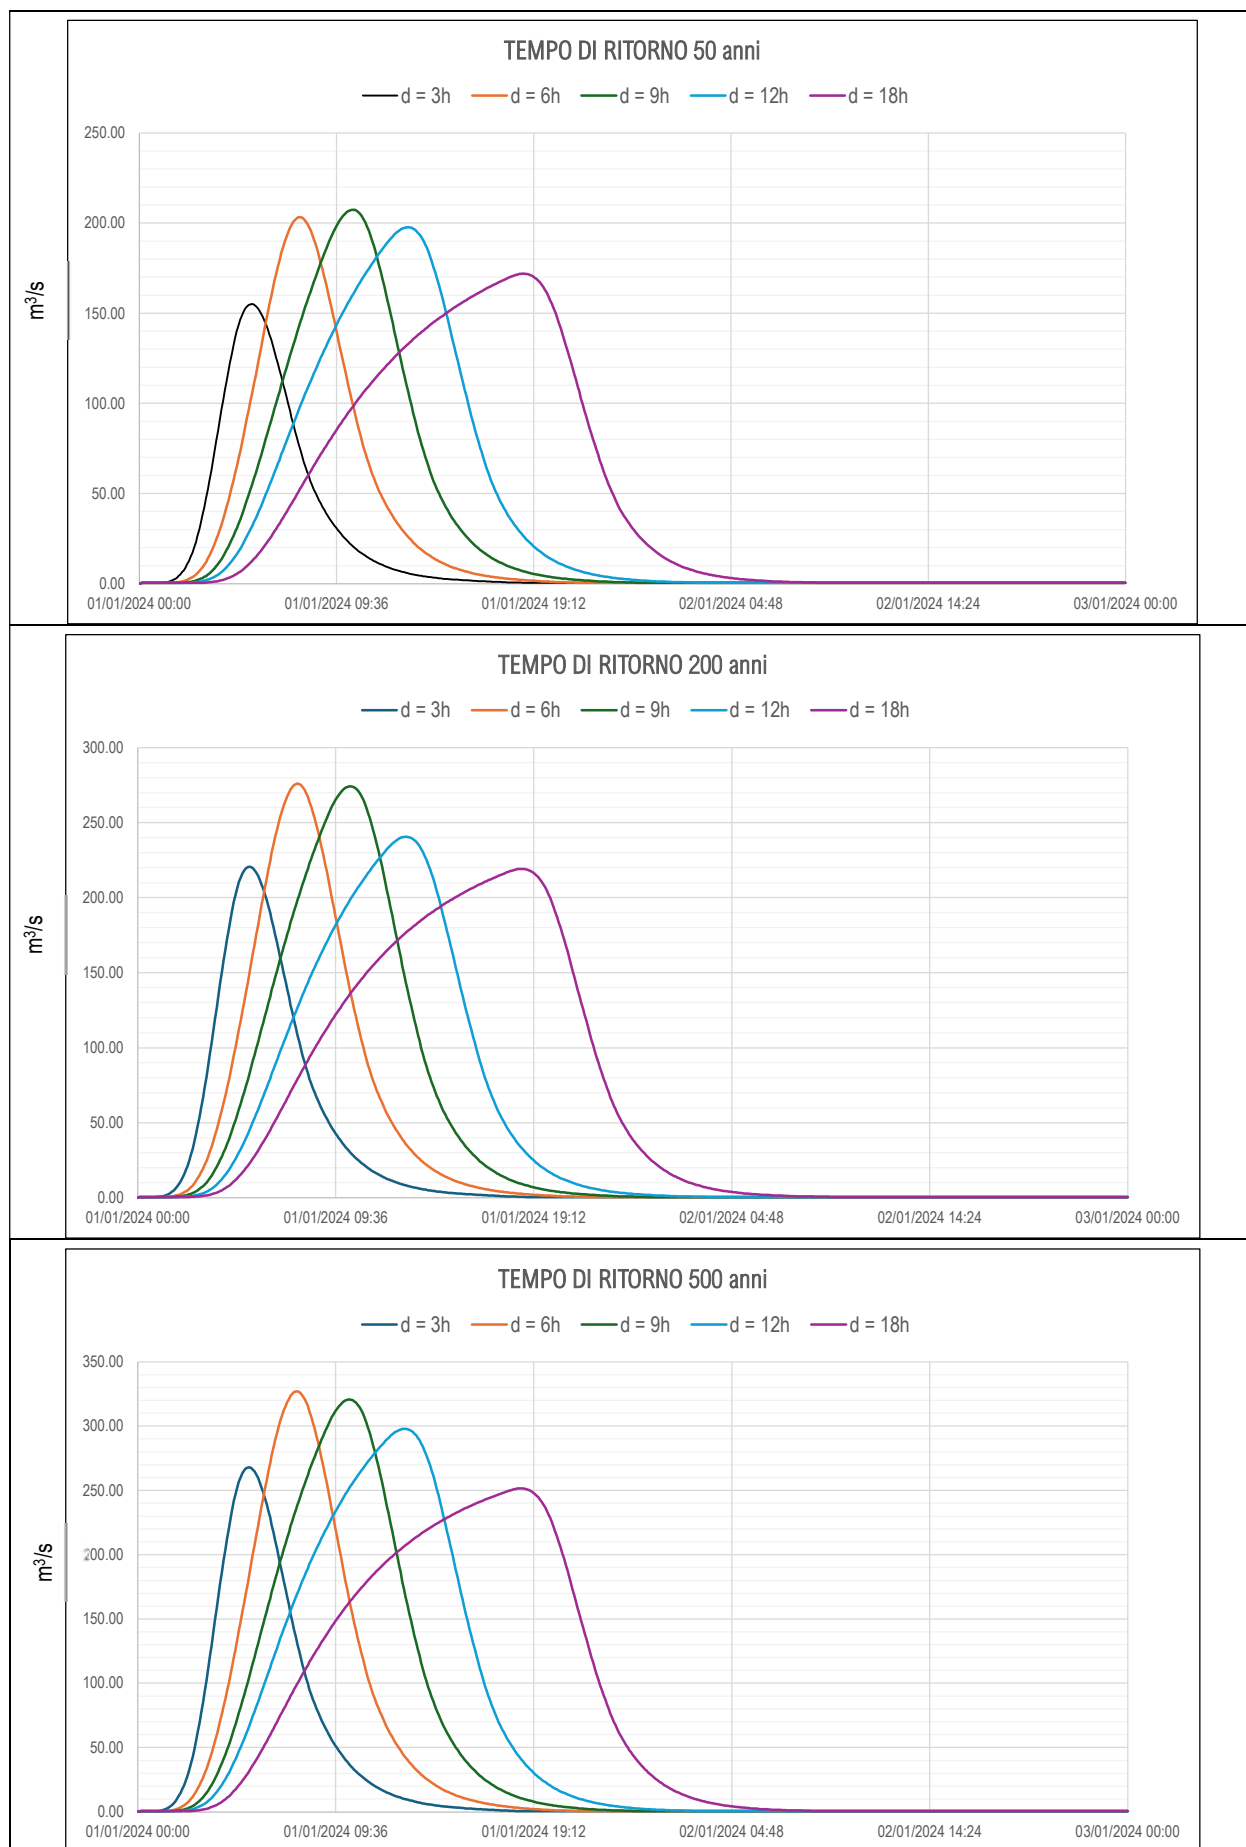 TEMPO DI RITORNO 50 anni
d = 3h d = 6h d = 9h d = 12h d = 18h
250.00
200.00
150.00
100.00
50.00
0.00
m³/s
01/01/2024 00:00 01/01/2024 09:36 01/01/2024 19:12 02/01/2024 04:48 02/01/2024 14:24 03/01/2024 00:00
TEMPO DI RITORNO 200 anni
d = 3h d = 6h d = 9h d = 12h d = 18h
300.00
250.00
200.00
150.00
100.00
50.00
0.00
m³/s
01/01/2024 00:00 01/01/2024 09:36 01/01/2024 19:12 02/01/2024 04:48 02/01/2024 14:24 03/01/2024 00:00
TEMPO DI RITORNO 500 anni
d = 3h d = 6h d = 9h d = 12h d = 18h
350.00
300.00
250.00
200.00
150.00
100.00
50.00
0.00
m³/s
01/01/2024 00:00 01/01/2024 09:36 01/01/2024 19:12 02/01/2024 04:48 02/01/2024 14:24 03/01/2024 00:00